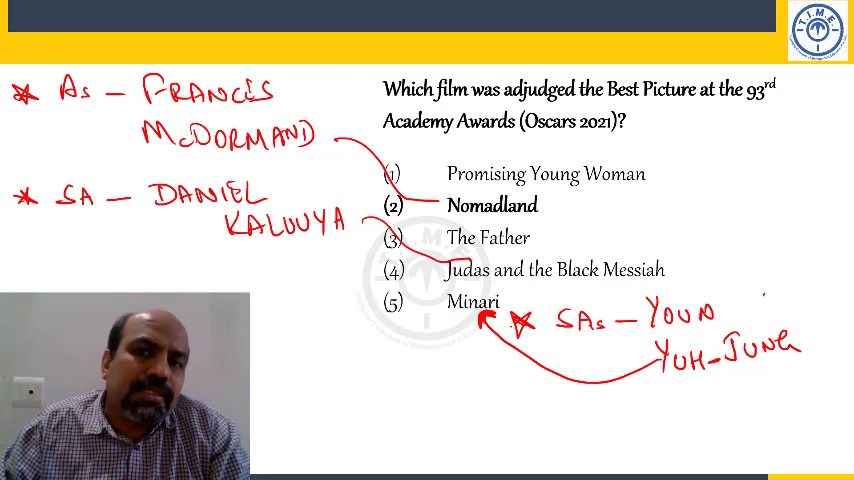 T.I.M.E.
* As - FRANCIS
McDORMAND
* SA - DANIEL
KALUUYA
Which film was adjudged the Best Picture at the 93rd
Academy Awards (Oscars 2021)?
(1) Promising Young Woman
(2) Nomadland
(3) The Father
(4) Judas and the Black Messiah
(5) Minari
* SAs - YOUN
YUH-JUNG